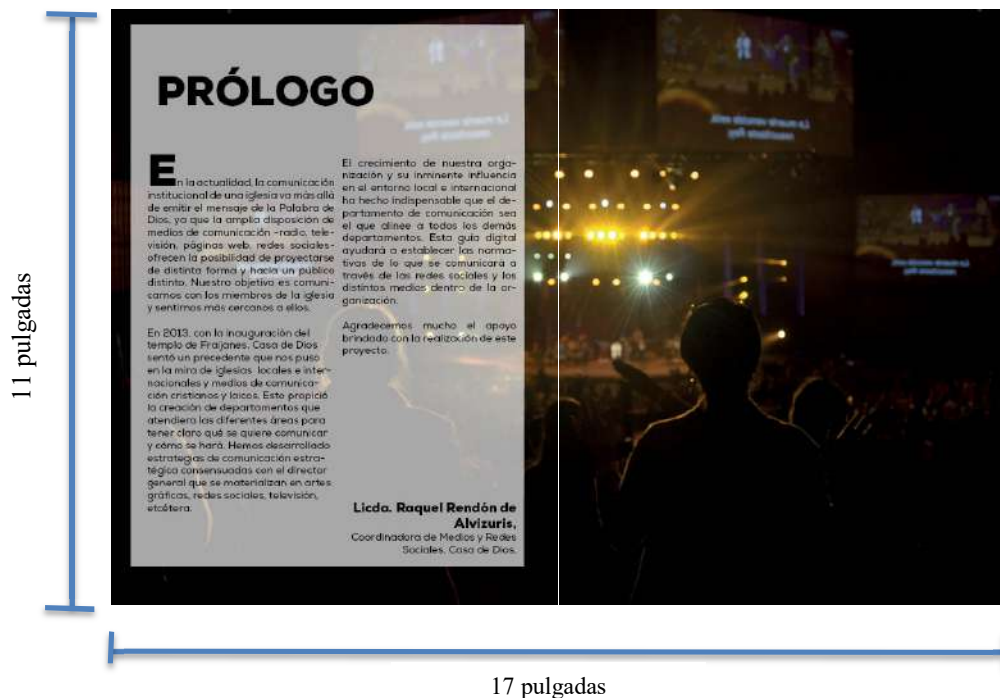 PRÓLOGO
En la actualidad, la comunicación
institucional de una iglesia va más allá
de emitir el mensaje de la Palabra de
Dios, ya que la amplia disposición de
medios de comunicación –radio, tele-
visión, páginas web, redes sociales–
ofrecen la posibilidad de proyectarse
de distinta forma y hacia un público
distinto. Nuestro objetivo es comuni-
carnos con los miembros de la iglesia
y sentirnos más cercanos a ellos.
En 2013, con la inauguración del
templo de Fraijanes, Casa de Dios
sentó un precedente que nos puso
en la mira de iglesias locales e inter-
nacionales y medios de comunica-
ción cristianos y laicos. Esto propició
la creación de departamentos que
atendiera las diferentes áreas para
tener claro qué se quiere comunicar
y cómo se hará. Hemos desarrollado
estrategias de comunicación estra-
tégica consensuadas con el director
general que se materializan en artes
gráficas, redes sociales, televisión,
etcétera.
El crecimiento de nuestra orga-
nización y su inminente influencia
en el entorno local e internacional
ha hecho indispensable que el de-
partamento de comunicación sea
el que alinee a todos los demás
departamentos. Esta guía digital
ayudará a establecer las norma-
tivas de lo que se comunicará a
través de las redes sociales y los
distintos medios dentro de la or-
ganización.
Agradecemos mucho el apoyo
brindado con la realización de este
proyecto.
Licda. Raquel Rendón de
Alvizuris,
Coordinadora de Medios y Redes
Sociales, Casa de Dios.
11 pulgadas
17 pulgadas